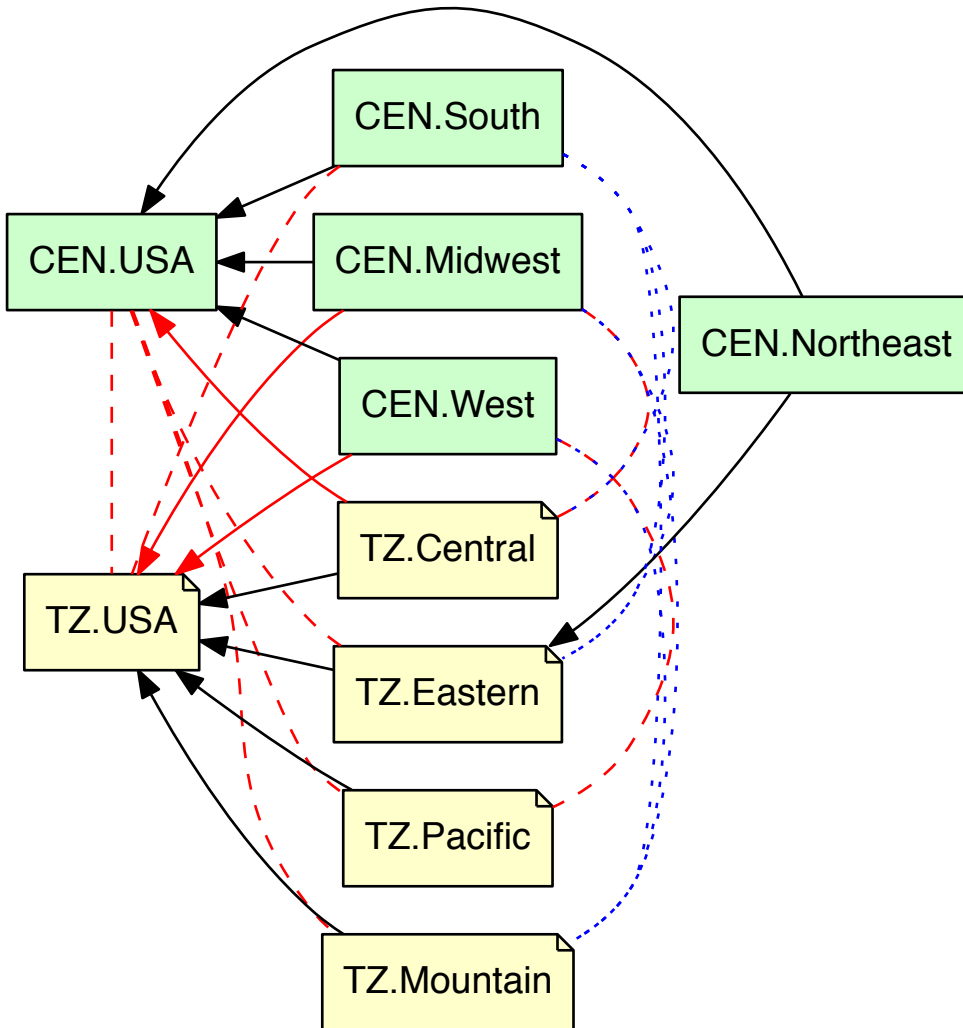 CEN.South
CEN.USA
CEN.Midwest
CEN.Northeast
CEN.West
TZ.Central
TZ.USA
TZ.Eastern
TZ.Pacific
TZ.Mountain